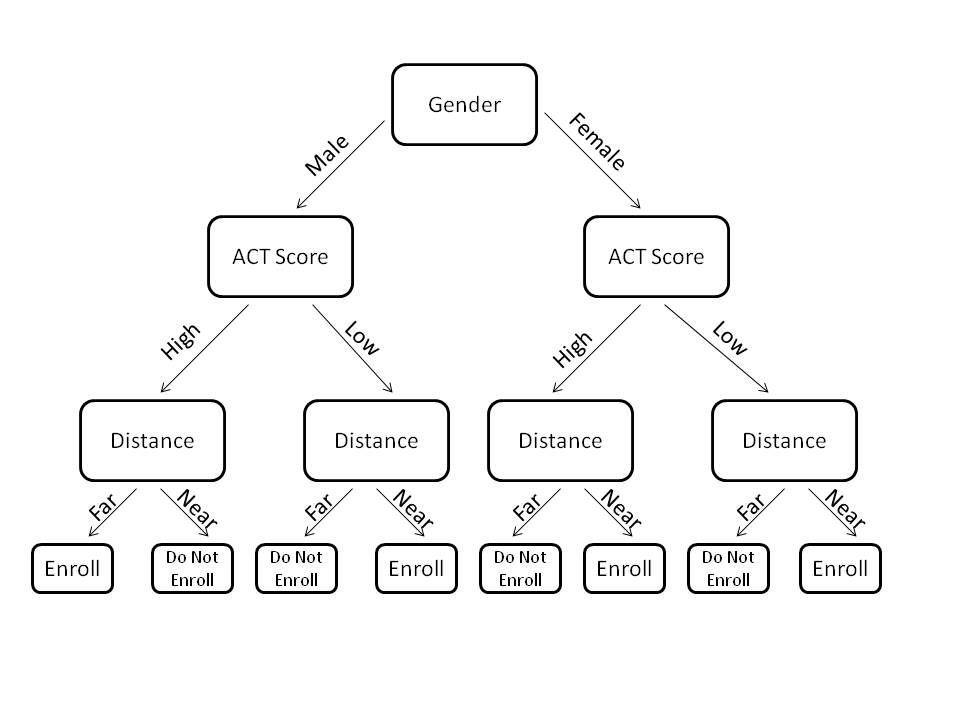 Gender
Male
Female
ACT Score
ACT Score
High
Low
High
Low
Distance
Distance
Distance
Distance
Far
Near
Far
Near
Far
Near
Far
Near
Enroll
Do Not
Enroll
Do Not
Enroll
Enroll
Do Not
Enroll
Enroll
Do Not
Enroll
Enroll